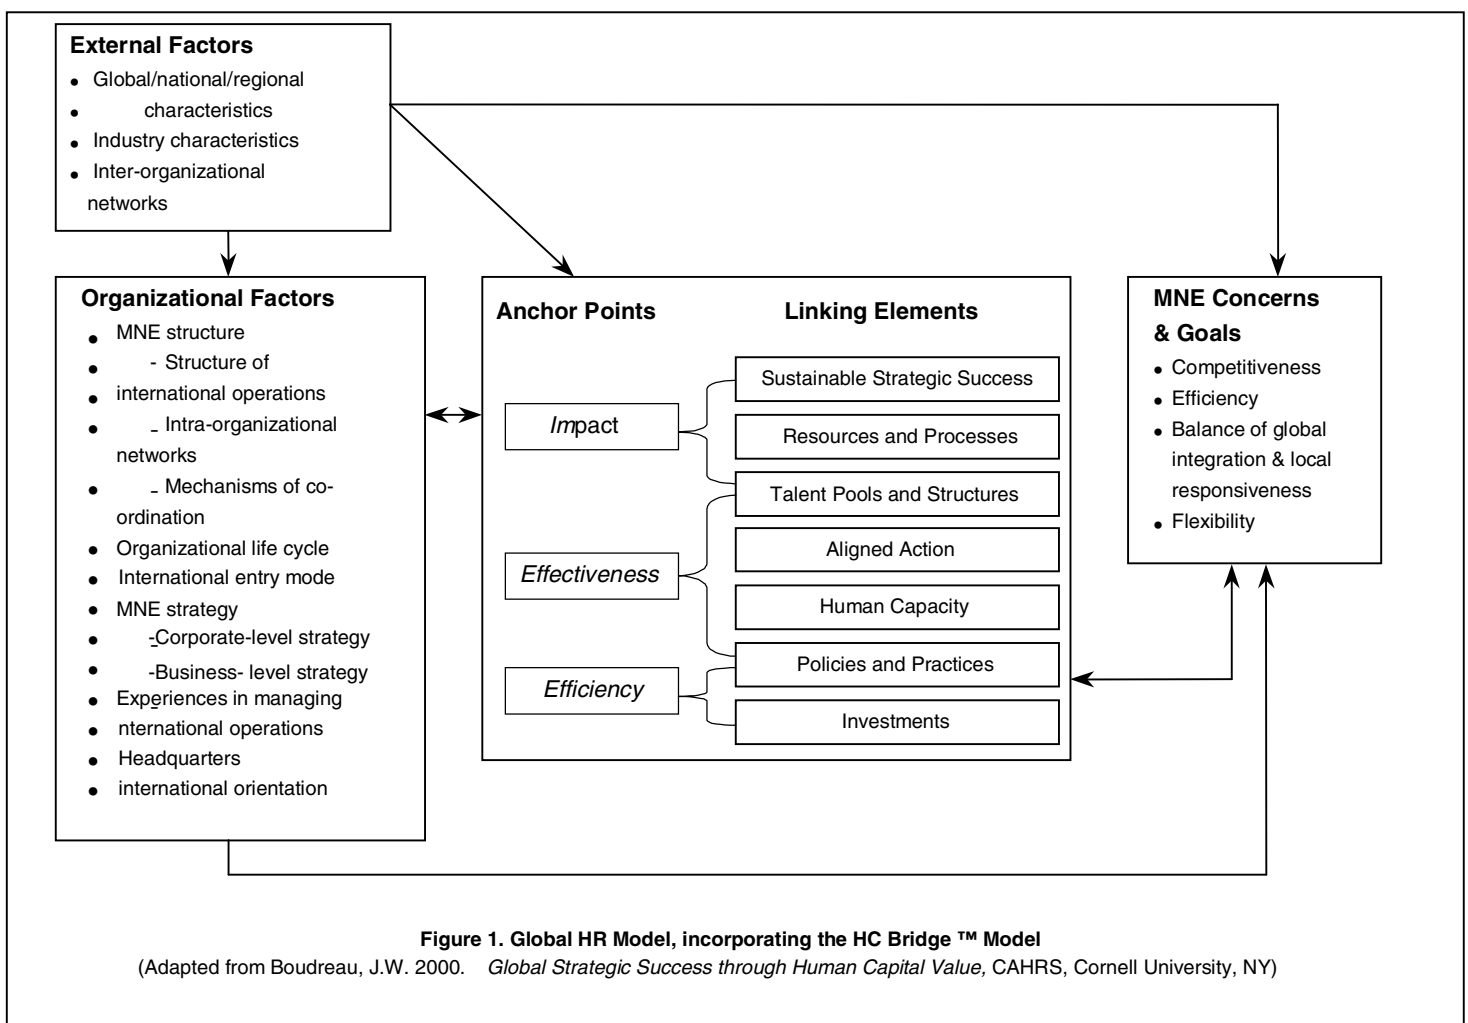 External Factors
● Global/national/regional
● characteristics
● Industry characteristics
● Inter-organizational
networks
Organizational Factors
● MNE structure
● - Structure of
● international operations
● - Intra-organizational
networks
● - Mechanisms of co-
ordination
● Organizational life cycle
● International entry mode
● MNE strategy
● -Corporate-level strategy
● -Business- level strategy
● Experiences in managing
● nternational operations
● Headquarters
● international orientation
Anchor Points
Linking Elements
Impact
Effectiveness
Efficiency
Sustainable Strategic Success
Resources and Processes
Talent Pools and Structures
Aligned Action
Human Capacity
Policies and Practices
Investments
MNE Concerns
& Goals
● Competitiveness
● Efficiency
● Balance of global
integration & local
responsiveness
● Flexibility
Figure 1. Global HR Model, incorporating the HC Bridge ™ Model
(Adapted from Boudreau, J.W. 2000. Global Strategic Success through Human Capital Value, CAHRS, Cornell University, NY)